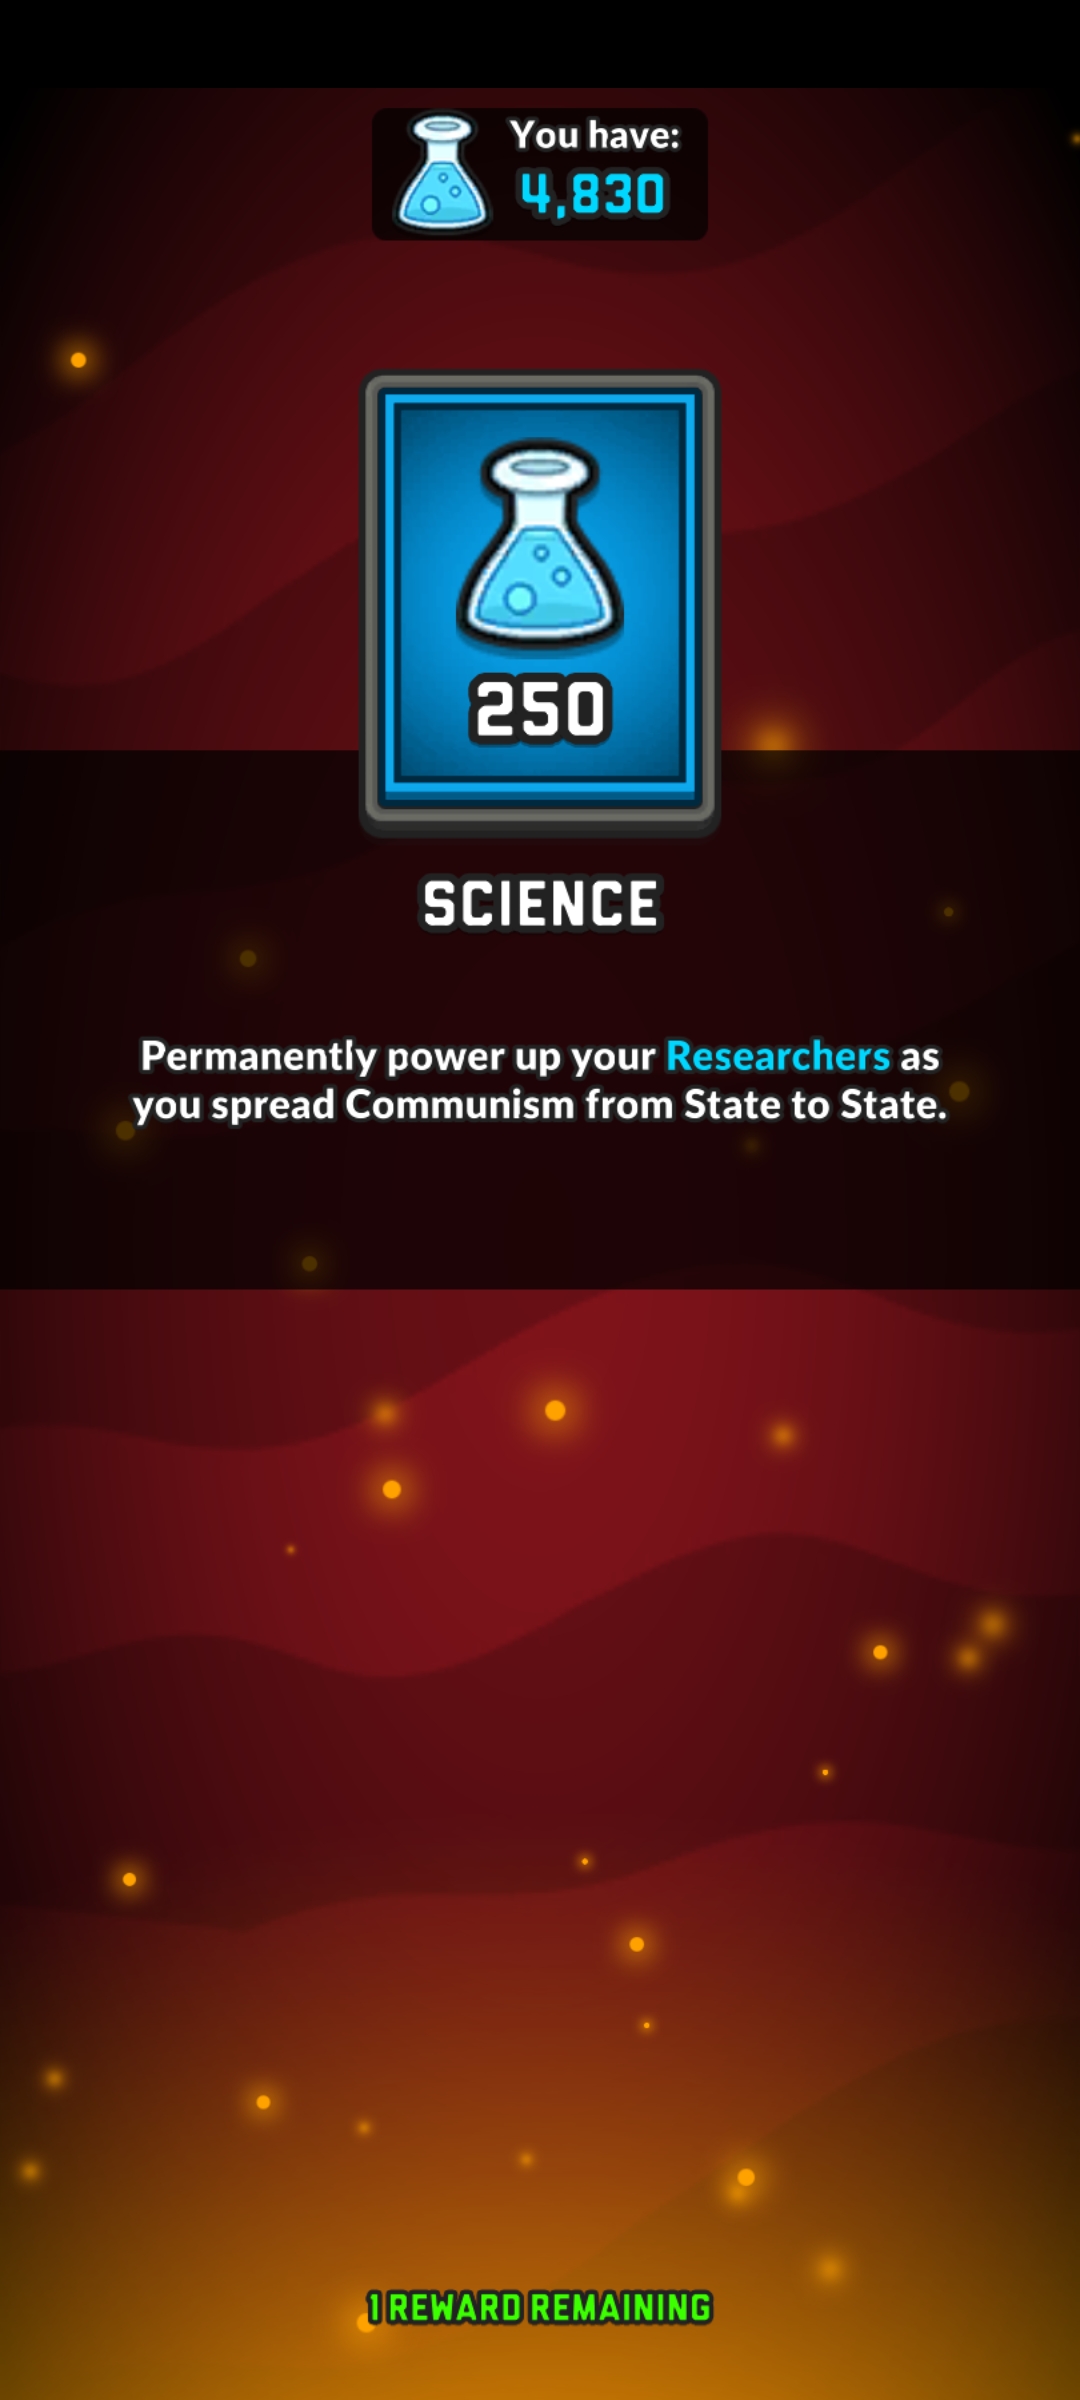 You have:
4,830
250
SCIENCE
Permanently power up your Researchers as
you spread Communism from State to State.
1 REWARD REMAINING